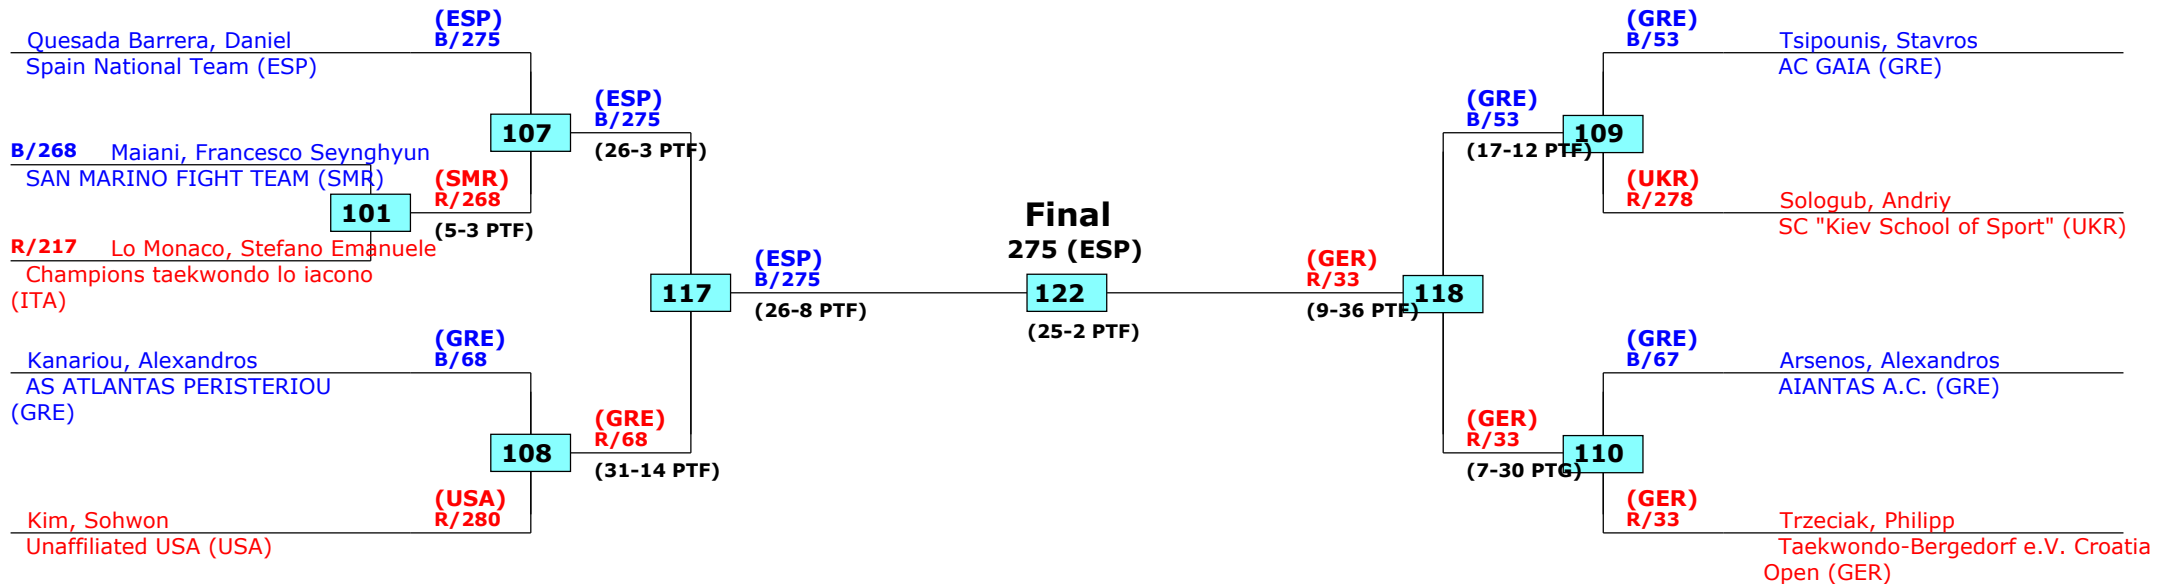 (ESP)
B/275
Quesada Barrera, Daniel
Spain National Team (ESP)
107
(ESP)
B/275
(26-3 PTF)
B/268 Maiani, Francesco Seynghyun
SAN MARINO FIGHT TEAM (SMR)
101
(SMR)
R/268
(5-3 PTF)
R/217 Lo Monaco, Stefano Emanuele
Champions taekwondo lo iacono
(ITA)
117
(ESP)
B/275
(26-8 PTF)
(GRE)
B/68
Kanariou, Alexandros
AS ATLANTAS PERISTERIOU
(GRE)
108
(GRE)
R/68
(31-14 PTF)
(USA)
R/280
Kim, Sohwon
Unaffiliated USA (USA)
Final
275 (ESP)
122
(25-2 PTF)
(GER)
R/33
(9-36 PTF)
118
(GRE)
B/53
Tsipounis, Stavros
AC GAIA (GRE)
(GRE)
B/53
(17-12 PTF)
109
(UKR)
R/278
Sologub, Andriy
SC "Kiev School of Sport" (UKR)
(GRE)
B/67
Arsenos, Alexandros
AIANTAS A.C. (GRE)
(GER)
R/33
(7-30 PTG)
110
(GER)
R/33
Trzeciak, Philipp
Taekwondo-Bergedorf e.V. Croatia
Open (GER)